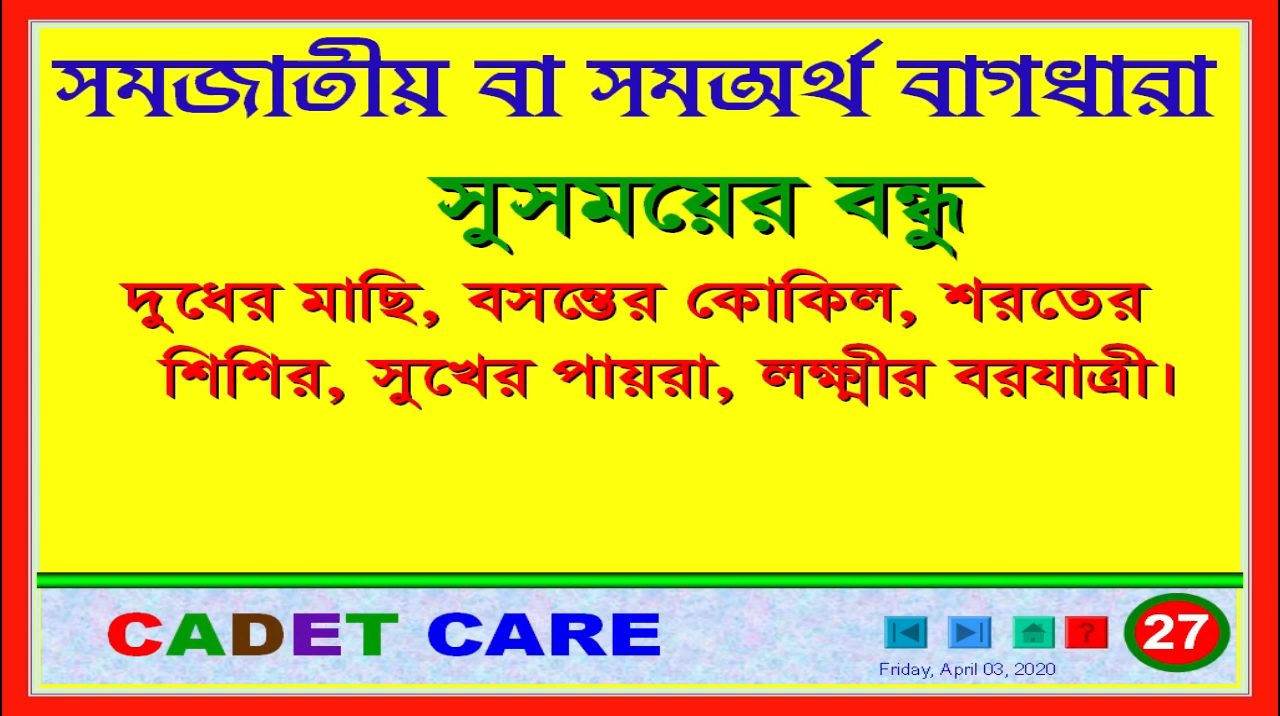 সমজাতীয় বা সমঅর্থ বাগধারা
সুসময়ের বন্ধু
দুধের মাছি, বসন্তের কোকিল, শরতের
শিশির, সুখের পায়রা, লক্ষ্মীর বরযাত্রী।
CADET CARE
?
27
Friday, April 03, 2020